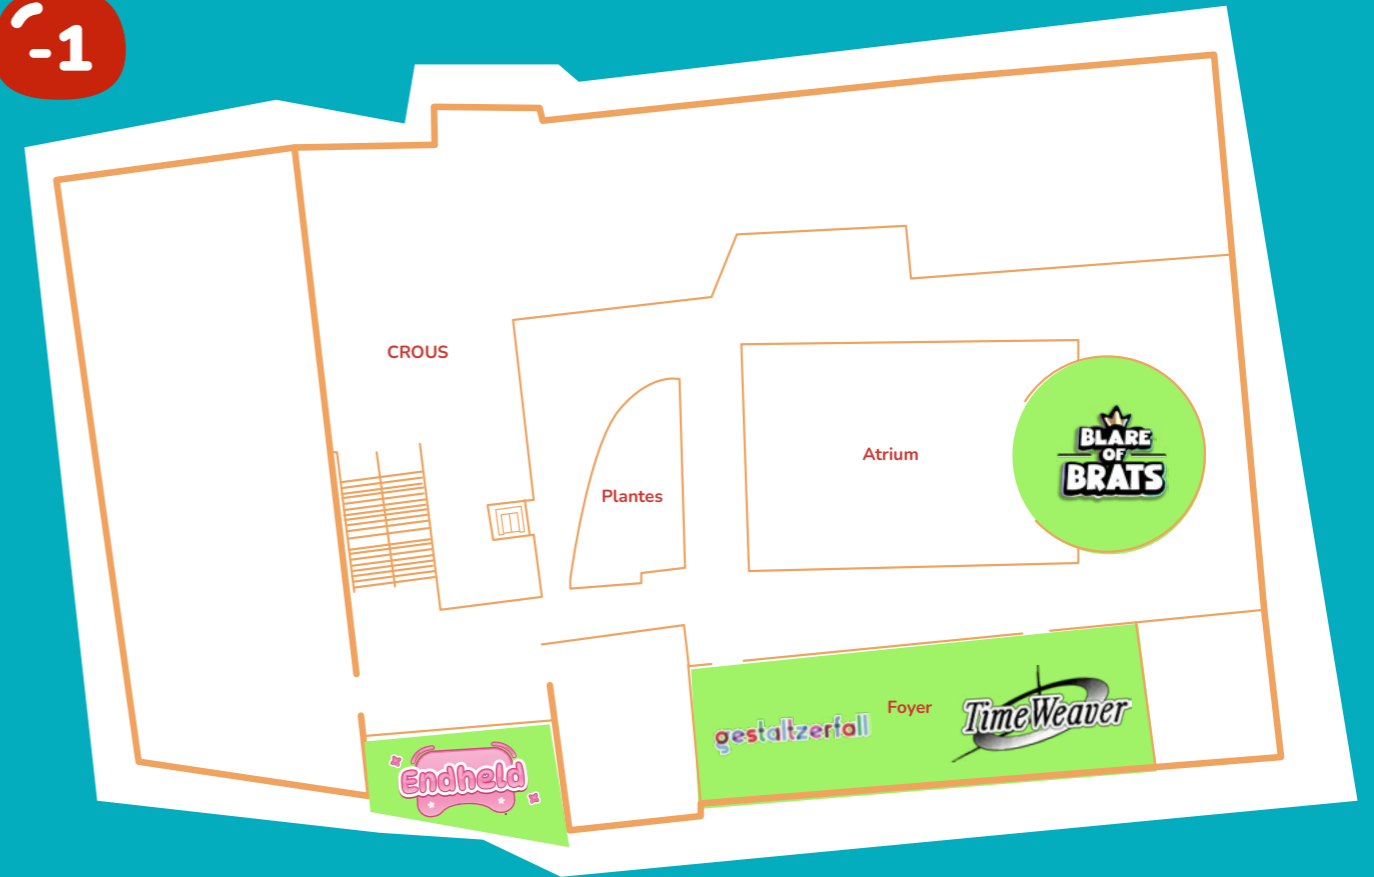 -1
CROUS
Plantes
Atrium
BLARE
OF
BRATS
Foyer
gestaltzerfall
TimeWeaver
Endheld